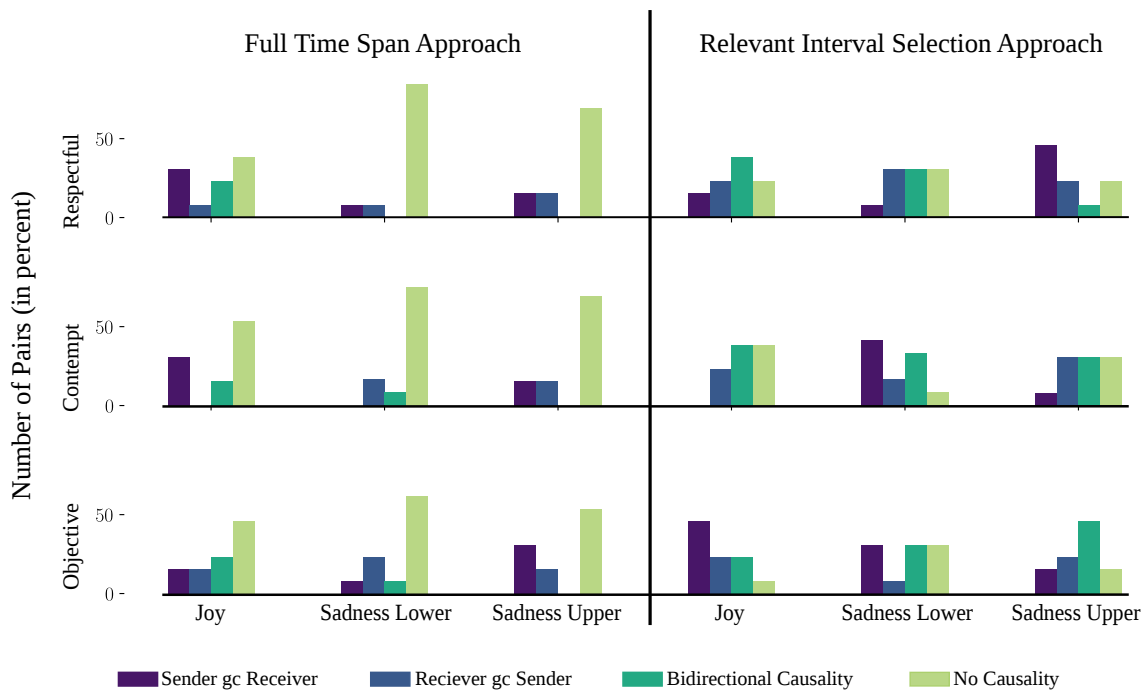 Full Time Span Approach
Relevant Interval Selection Approach
Number of Pairs (in percent)
Respectful
50
0
Contempt
50
0
Objective
50
0
Joy
Sadness Lower
Sadness Upper
Joy
Sadness Lower
Sadness Upper
Sender gc Receiver
Reciever gc Sender
Bidirectional Causality
No Causality